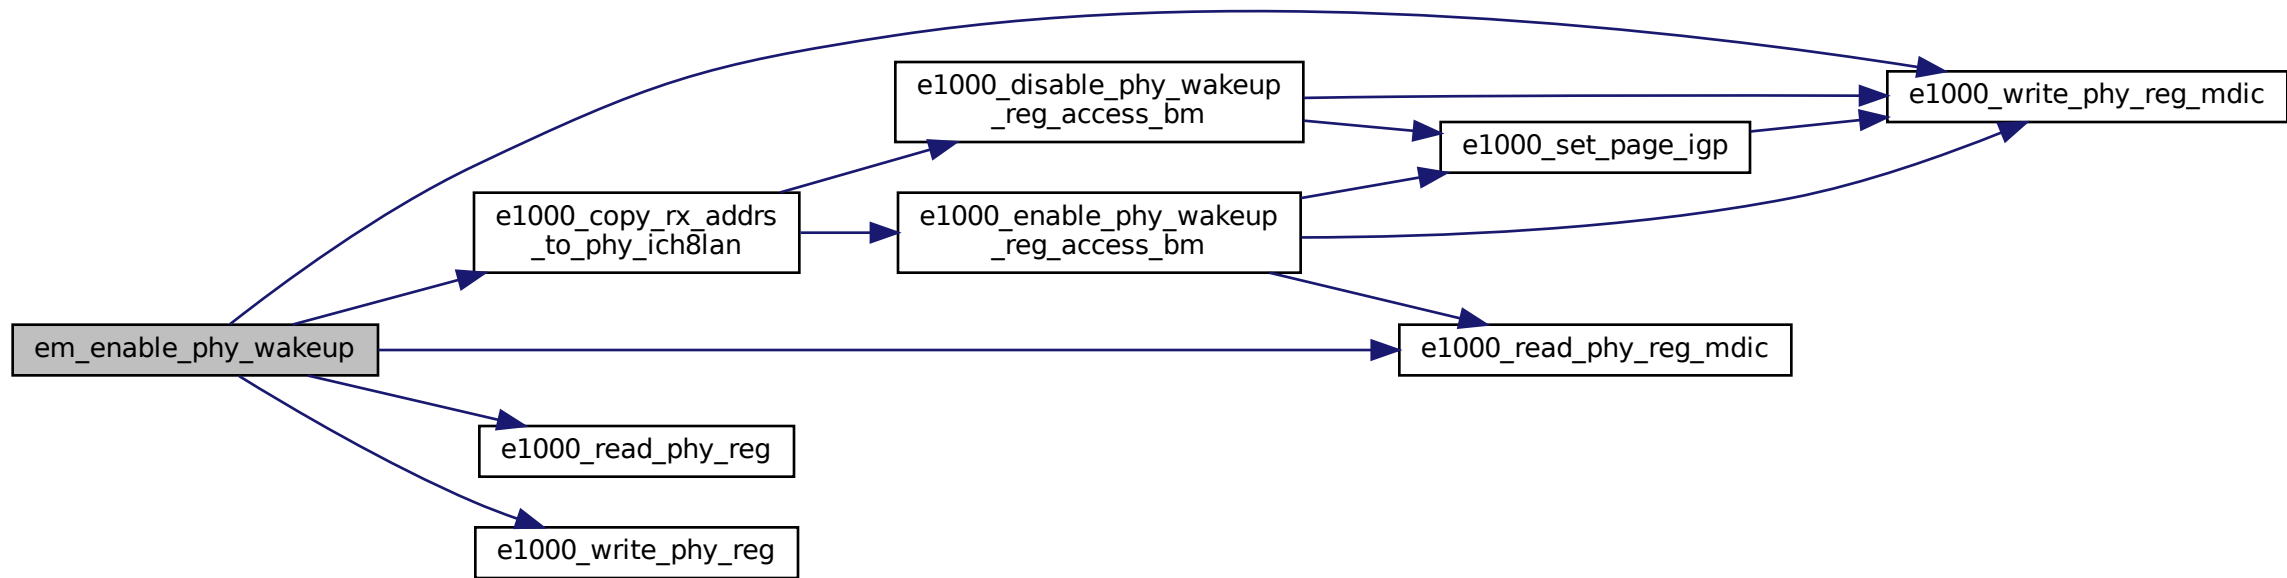 em_enable_phy_wakeup
e1000_copy_rx_addrs
_to_phy_ich8lan
e1000_disable_phy_wakeup
_reg_access_bm
e1000_enable_phy_wakeup
_reg_access_bm
e1000_set_page_igp
e1000_write_phy_reg_mdic
e1000_read_phy_reg_mdic
e1000_read_phy_reg
e1000_write_phy_reg